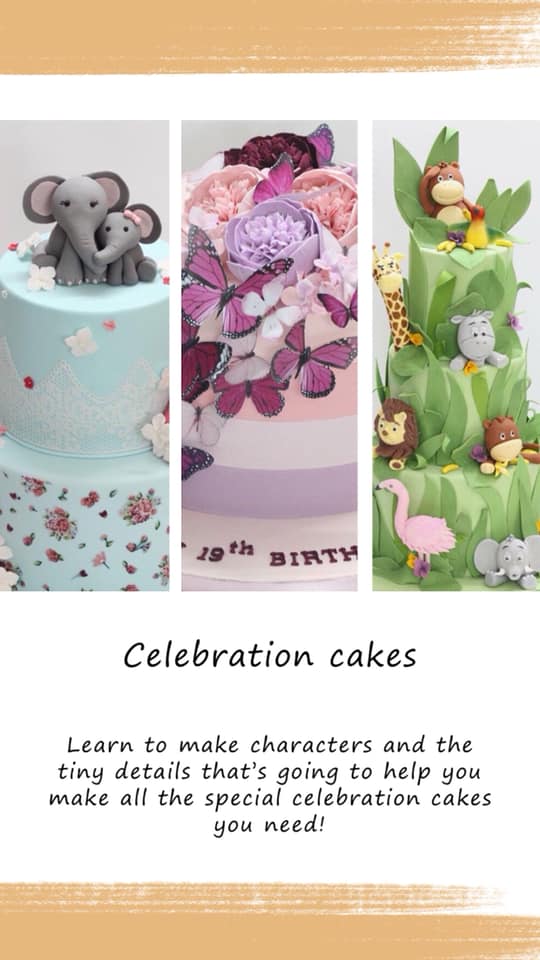 19th BIRTH
Celebration cakes
Learn to make characters and the
tiny details that's going to help you
make all the special celebration cakes
you need!